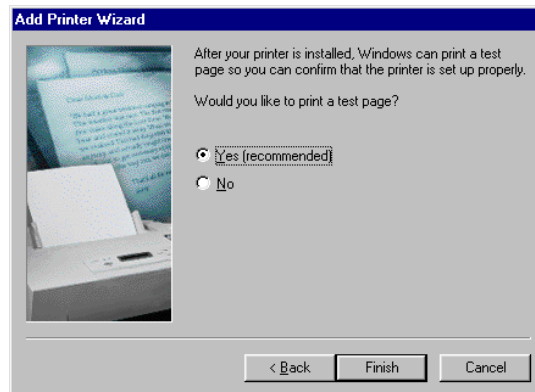 Add Printer Wizard
After your printer is installed, Windows can print a test
page so you can confirm that the printer is set up properly.
Would you like to print a test page?
Yes (recommended)
No
< Back
Finish
Cancel